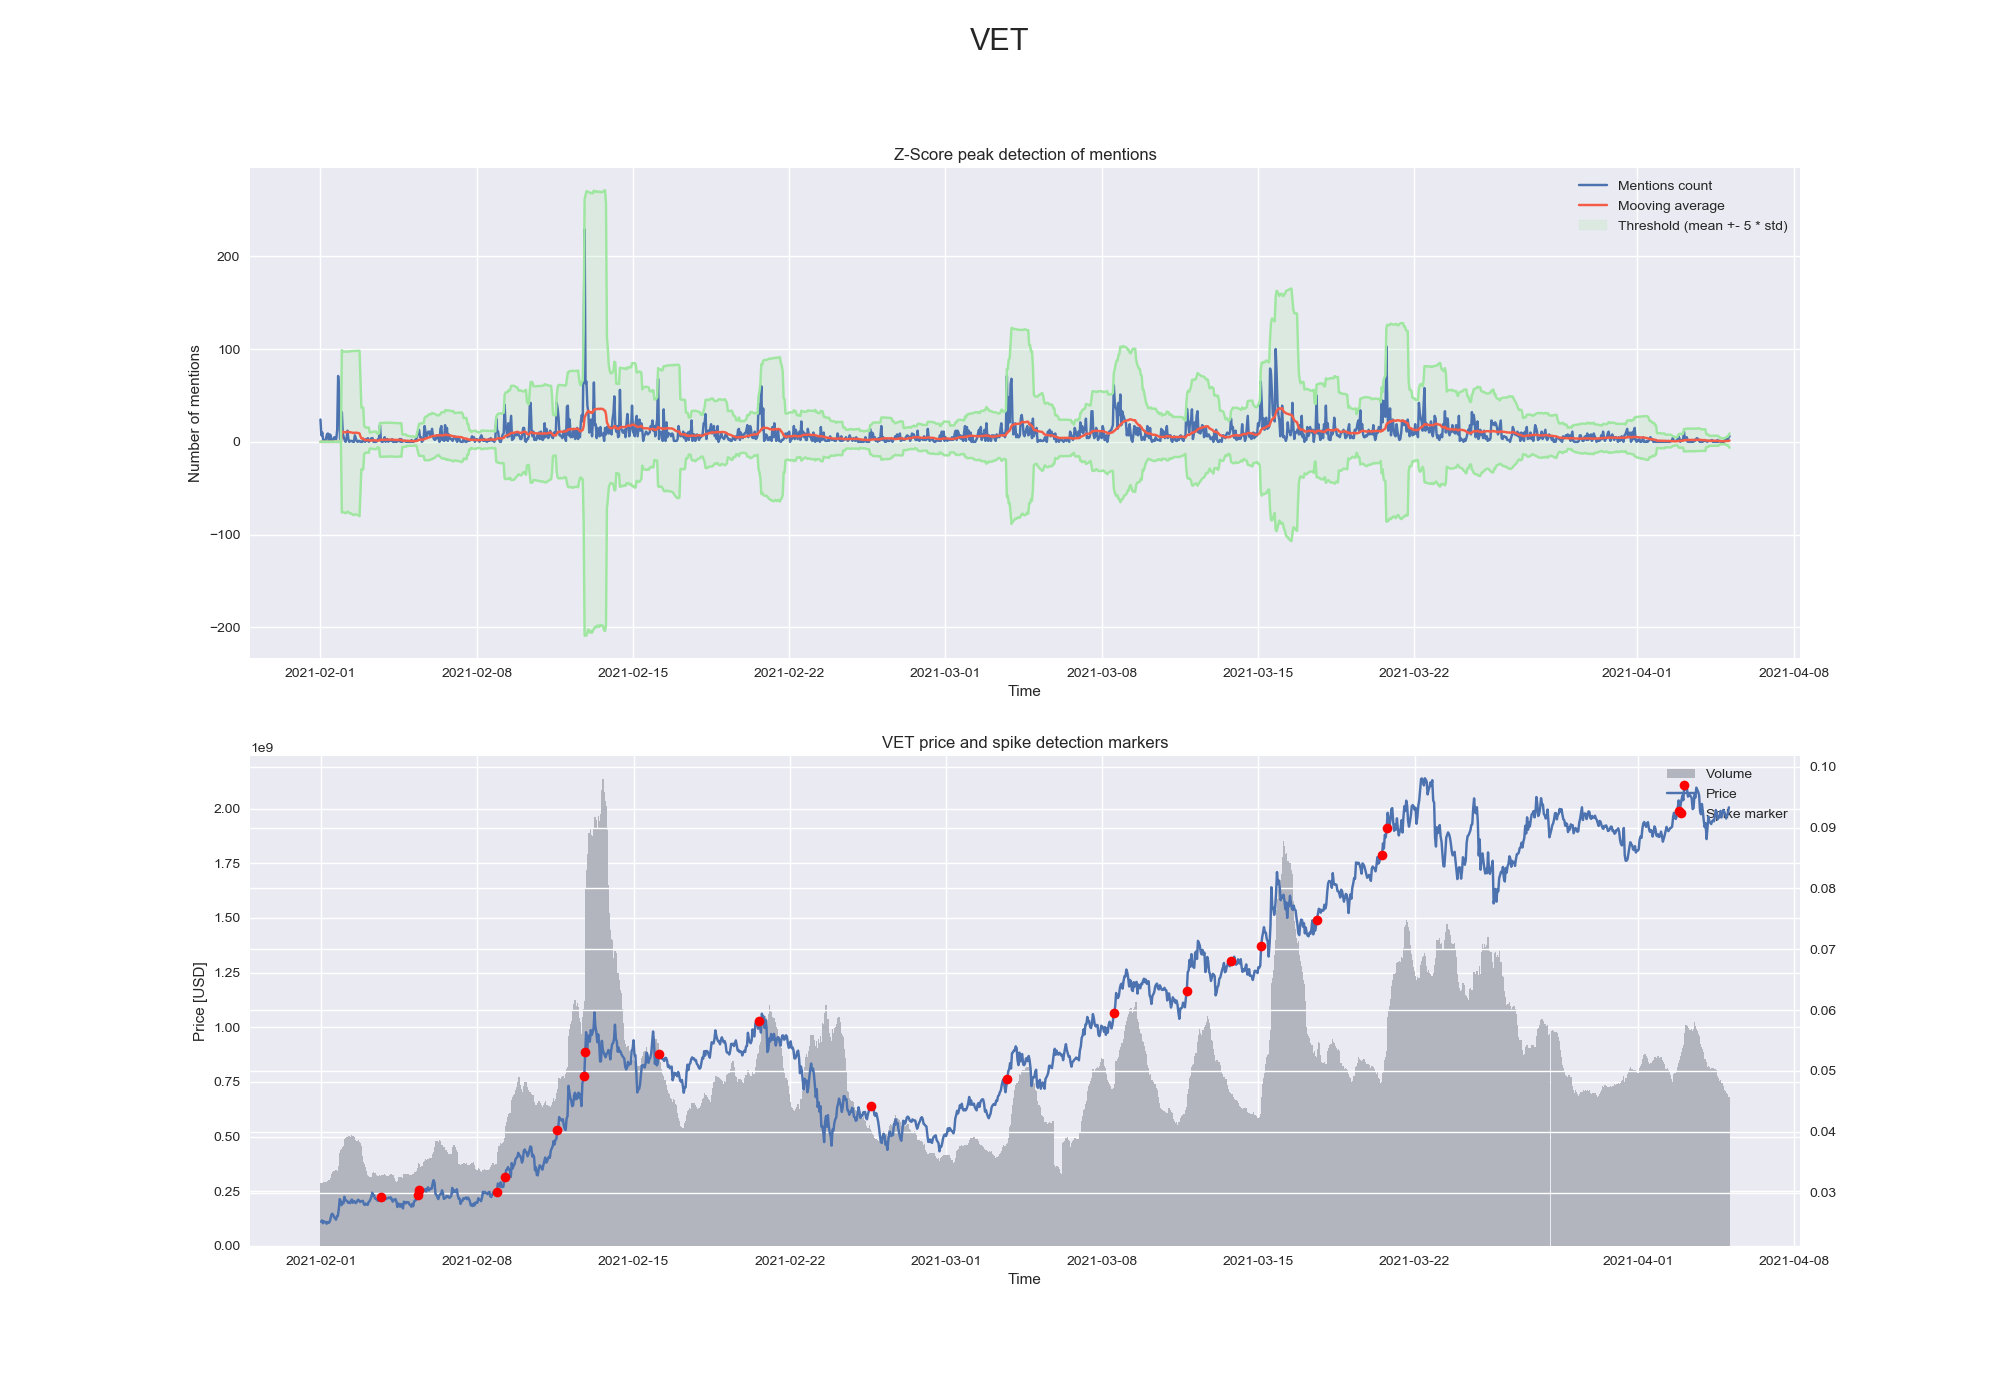 VET
Z-Score peak detection of mentions
Mentions count
Mooving average
Threshold (mean +- 5 * std)
Number of mentions
200
100
0
−100
−200
2021-02-01 2021-02-08 2021-02-15 2021-02-22 2021-03-01 2021-03-08 2021-03-15 2021-03-22 2021-04-01 2021-04-08
Time
VET price and spike detection markers
1e9
Volume
Price
Spike marker
Price [USD]
2.00
1.75
1.50
1.25
1.00
0.75
0.50
0.25
0.00
0.10
0.09
0.08
0.07
0.06
0.05
0.04
0.03
2021-02-01 2021-02-08 2021-02-15 2021-02-22 2021-03-01 2021-03-08 2021-03-15 2021-03-22 2021-04-01 2021-04-08
Time